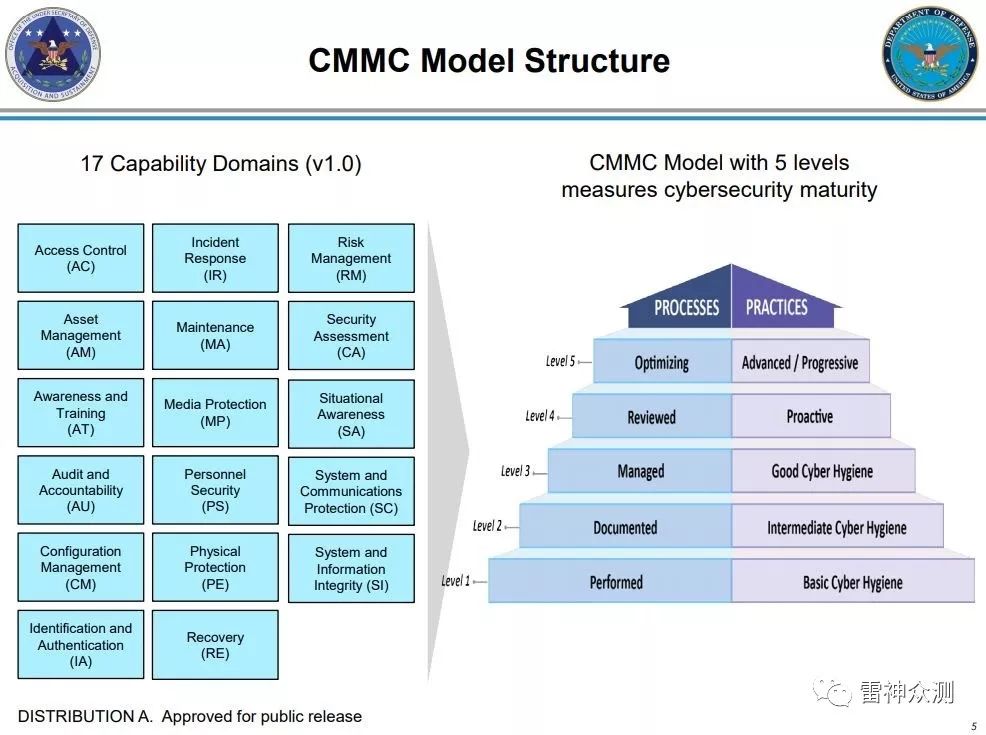 CMMC Model Structure
OFFICE OF THE UNDER SECRETARY OF DEFENSE
ACQUISITION AND SUSTAINMENT
DEPARTMENT OF DEFENSE
UNITED STATES OF AMERICA
17 Capability Domains (v1.0)
Access Control
(AC)
Incident
Response
(IR)
Risk
Management
(RM)
Asset
Management
(AM)
Maintenance
(MA)
Security
Assessment
(CA)
Awareness and
Training
(AT)
Media Protection
(MP)
Situational
Awareness
(SA)
Audit and
Accountability
(AU)
Personnel
Security
(PS)
System and
Communications
Protection (SC)
Configuration
Management
(CM)
Physical
Protection
(PE)
System and
Information
Integrity (SI)
Identification and
Authentication
(IA)
Recovery
(RE)
CMMC Model with 5 levels
measures cybersecurity maturity
PROCESSES PRACTICES
Level 5 Optimizing Advanced / Progressive
Level 4 Reviewed Proactive
Level 3 Managed Good Cyber Hygiene
Level 2 Documented Intermediate Cyber Hygiene
Level 1 Performed Basic Cyber Hygiene
雷神众测
DISTRIBUTION A. Approved for public release
5